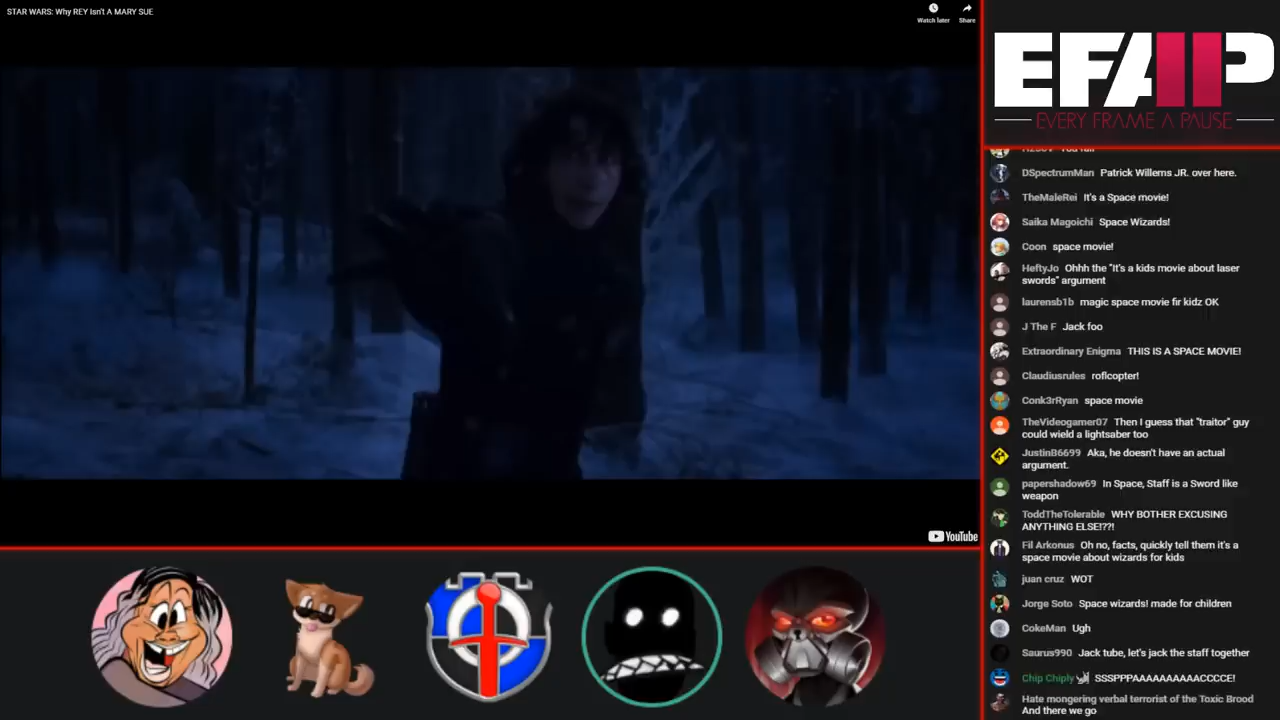 STAR WARS: Why REY Isn't A MARY SUE
Watch later
Share
YouTube
EFAP
EVERY FRAME A PAUSE
DSpectrumMan Patrick Willems JR. over here.
TheMaleRei It's a Space movie!
Saika Magoichi Space Wizards!
Coon space movie!
HeftyJo Ohhh the "It's a kids movie about laser
swords" argument
laurensb1b magic space movie fir kidz OK
J The F Jack foo
Extraordinary Enigma THIS IS A SPACE MOVIE!
Claudiusrules roflcopter!
Conk3rRyan space movie
TheVideogamer07 Then I guess that "traitor" guy
could wield a lightsaber too
JustinB6699 Aka, he doesn't have an actual
argument.
papershadow69 In Space, Staff is a Sword like
weapon
ToddTheTolerable WHY BOTHER EXCUSING
ANYTHING ELSE!??!
Fil Arkonus Oh no, facts, quickly tell them it's a
space movie about wizards for kids
juan cruz WOT
Jorge Soto Space wizards! made for children
CokeMan Ugh
Saurus990 Jack tube, let's jack the staff together
Chip Chiply SSSPPPAAAAAAAAAACCCCE!
Hate mongering verbal terrorist of the Toxic Brood
And there we go